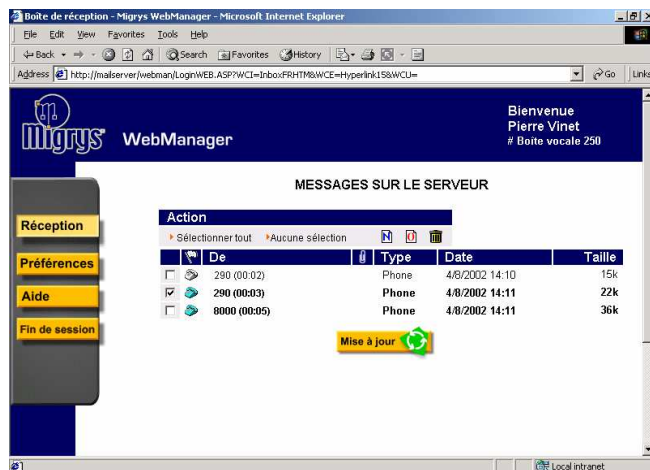 Boîte de réception - Migrys WebManager - Microsoft Internet Explorer
File Edit View Favorites Tools Help
Back Search Favorites History
Address http://mailserver/webman/LoginWEB.ASP?WCI=InboxFRHTM&WCE=Hyperlink15&WCU= Go Links
Migrys WebManager
Bienvenue
Pierre Vinet
# Boîte vocale 250
MESSAGES SUR LE SERVEUR
Réception
Préférences
Aide
Fin de session
Action
Sélectionner tout Aucune sélection N O
De Type Date Taille
290 (00:02) Phone 4/8/2002 14:10 15k
290 (00:03) Phone 4/8/2002 14:11 22k
8000 (00:05) Phone 4/8/2002 14:11 36k
Mise à jour
Local intranet